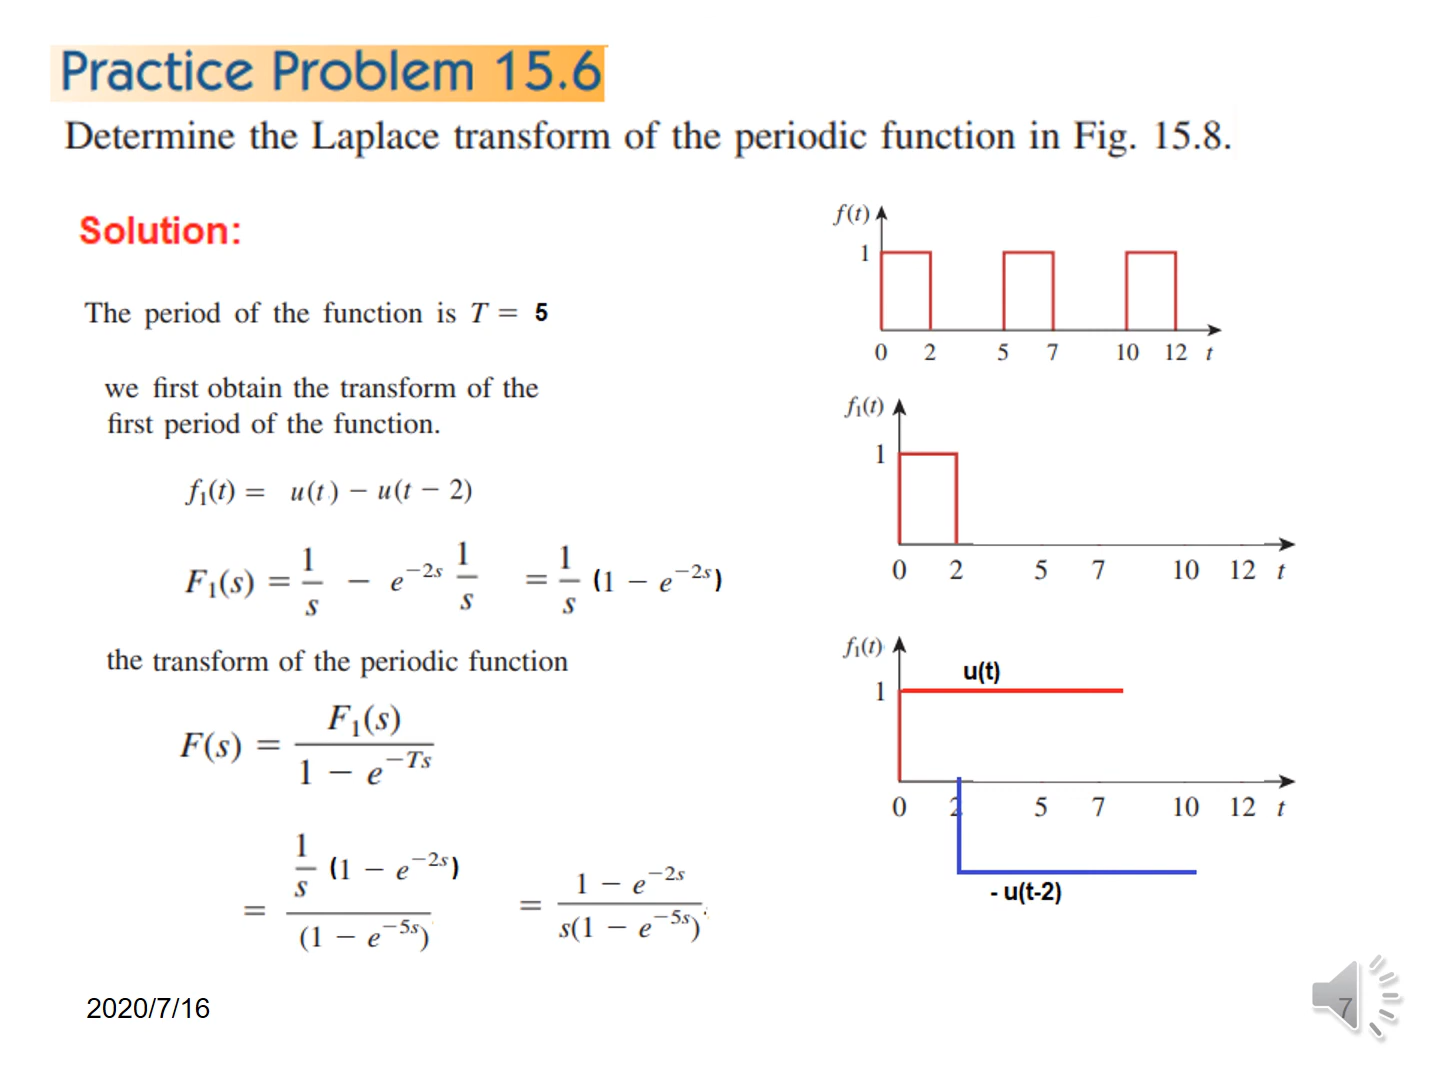 Practice Problem 15.6
Determine the Laplace transform of the periodic function in Fig. 15.8.
Solution:
The period of the function is T = 5
we first obtain the transform of the
first period of the function.
f₁(t) = u(t) − u(t − 2)
F₁(s) = 1/s − e^{−2s} 1/s = 1/s (1 − e^{−2s})
the transform of the periodic function
F(s) = F₁(s) / (1 − e^{−Ts})
= 1/s (1 − e^{−2s}) / (1 − e^{−5s}) = (1 − e^{−2s}) / s(1 − e^{−5s})
f(t)
1
0 2 5 7 10 12 t
f₁(t)
1
0 2 5 7 10 12 t
f₁(t)
u(t)
1
0 2 5 7 10 12 t
- u(t-2)
2020/7/16
7